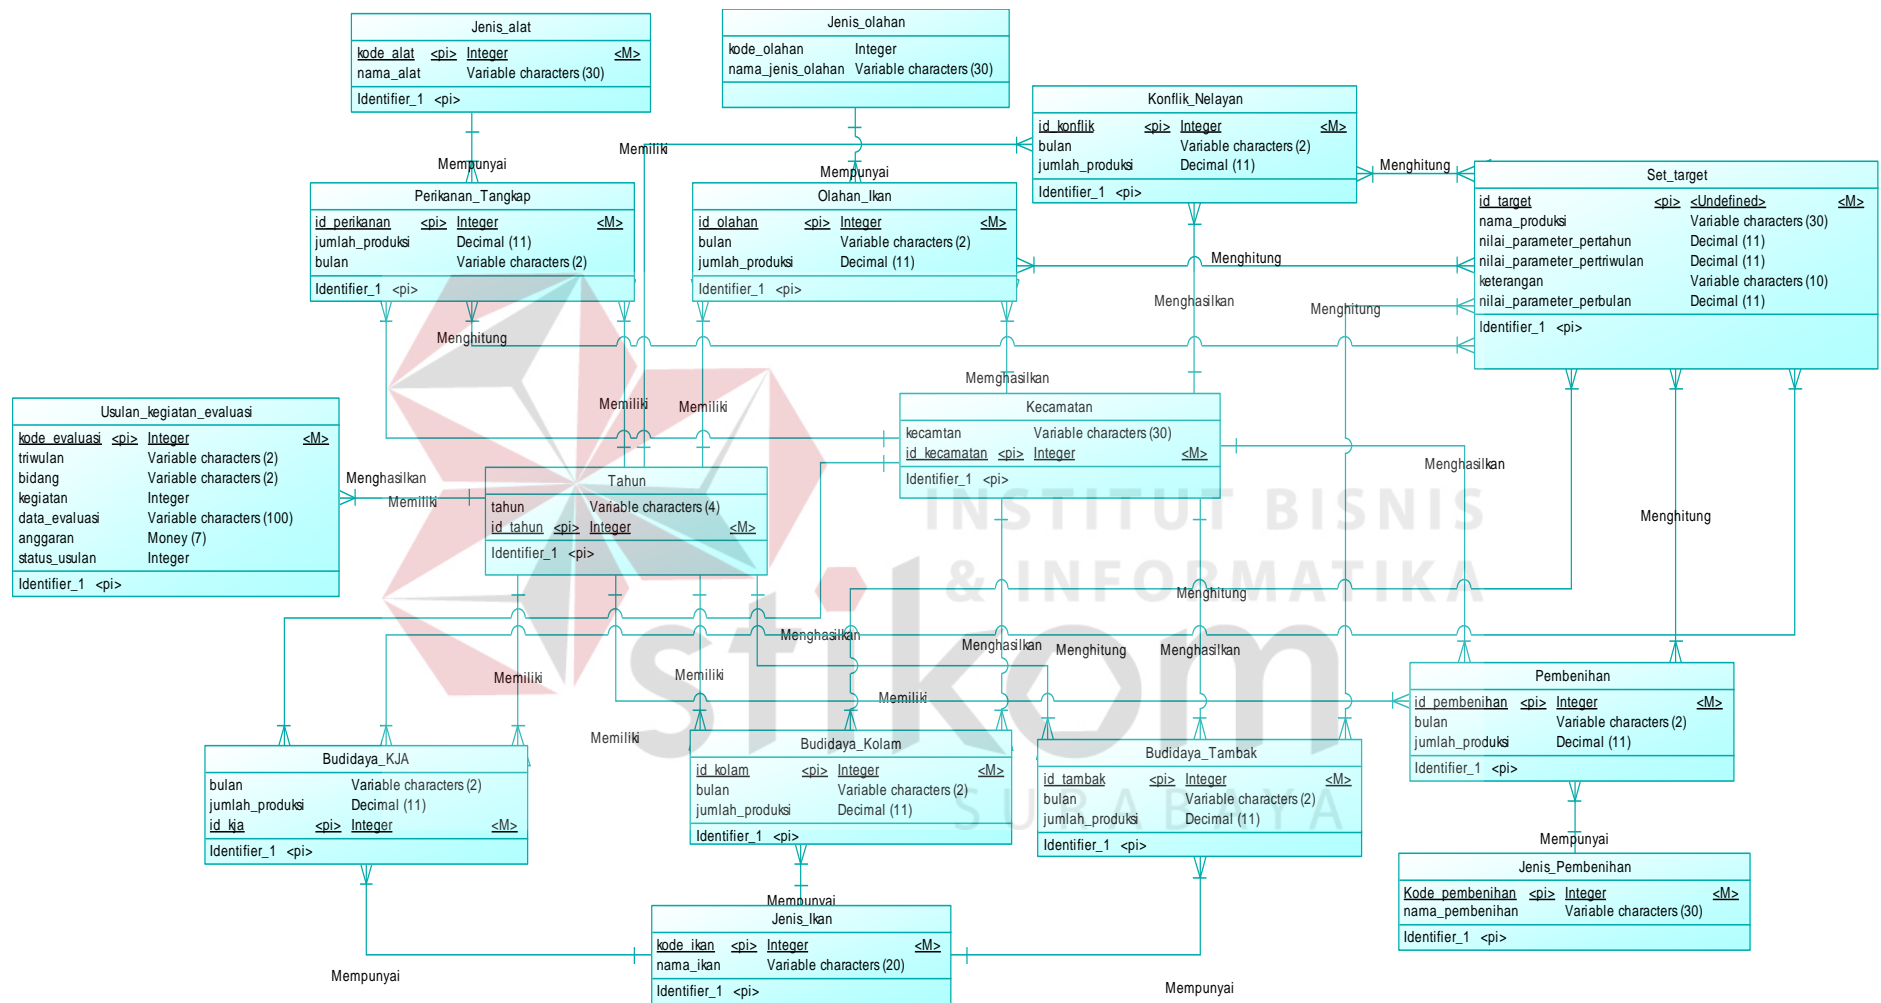 Jenis_alat
kode_alat <pi> Integer <M>
nama_alat Variable characters (30)
Identifier_1 <pi>
Jenis_olahan
kode_olahan Integer
nama_jenis_olahan Variable characters (30)
Konflik_Nelayan
id_konflik <pi> Integer <M>
bulan Variable characters (2)
jumlah_produksi Decimal (11)
Identifier_1 <pi>
Mempunyai
Memiliki
Mempunyai
Menghitung
Perikanan_Tangkap
id_perikanan <pi> Integer <M>
jumlah_produksi Decimal (11)
bulan Variable characters (2)
Identifier_1 <pi>
Olahan_Ikan
id_olahan <pi> Integer <M>
bulan Variable characters (2)
jumlah_produksi Decimal (11)
Identifier_1 <pi>
Set_target
id_target <pi> <Undefined> <M>
nama_produksi Variable characters (30)
nilai_parameter_pertahun Decimal (11)
nilai_parameter_pertriwulan Decimal (11)
keterangan Variable characters (10)
nilai_parameter_perbulan Decimal (11)
Identifier_1 <pi>
Menghitung
Menghasilkan
Menghitung
Menghitung
Memghasilkan
Memiliki
Memiliki
Usulan_kegiatan_evaluasi
kode_evaluasi <pi> Integer <M>
triwulan Variable characters (2)
bidang Variable characters (2)
kegiatan Integer
data_evaluasi Variable characters (100)
anggaran Money (7)
status_usulan Integer
Identifier_1 <pi>
Kecamatan
kecamtan Variable characters (30)
id_kecamatan <pi> Integer <M>
Identifier_1 <pi>
Menghasilkan
Memiliki
Menghasilkan
Tahun
tahun Variable characters (4)
id_tahun <pi> Integer <M>
Identifier_1 <pi>
INSTITUT BISNIS
& INFORMATIKA
stikom
SURABAYA
Menghitung
Menghitung
Menghasilkan
Menghasilkan
Menghitung
Menghasilkan
Memiliki
Memiliki
Memiliki
Memiliki
Pembenihan
id_pembenihan <pi> Integer <M>
bulan Variable characters (2)
jumlah_produksi Decimal (11)
Identifier_1 <pi>
Budidaya_KJA
bulan Variable characters (2)
jumlah_produksi Decimal (11)
id_kja <pi> Integer <M>
Identifier_1 <pi>
Budidaya_Kolam
id_kolam <pi> Integer <M>
bulan Variable characters (2)
jumlah_produksi Decimal (11)
Identifier_1 <pi>
Budidaya_Tambak
id_tambak <pi> Integer <M>
bulan Variable characters (2)
jumlah_produksi Decimal (11)
Identifier_1 <pi>
Mempunyai
Jenis_Pembenihan
Kode_pembenihan <pi> Integer <M>
nama_pembenihan Variable characters (30)
Identifier_1 <pi>
Mempunyai
Jenis_Ikan
kode_ikan <pi> Integer <M>
nama_ikan Variable characters (20)
Identifier_1 <pi>
Mempunyai
Mempunyai